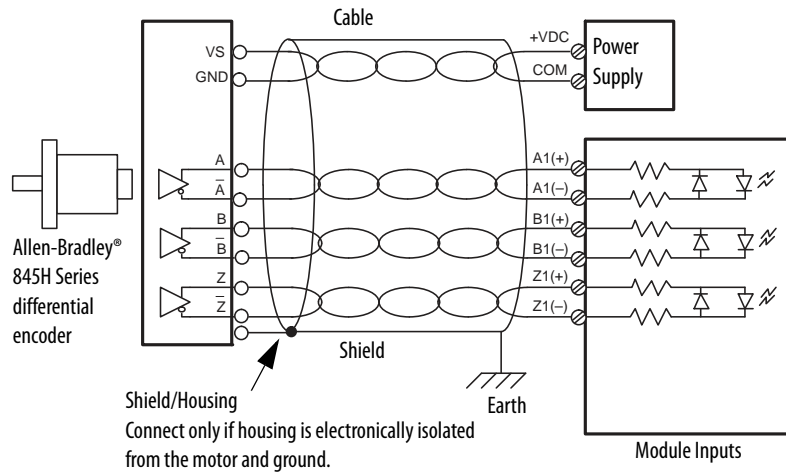 Cable
VS
GND
+VDC
COM
Power
Supply
A
A̅
B
B̅
Z
Z̅
A1(+)
A1(–)
B1(+)
B1(–)
Z1(+)
Z1(–)
Allen-Bradley®
845H Series
differential
encoder
Shield
Earth
Shield/Housing
Connect only if housing is electronically isolated
from the motor and ground.
Module Inputs